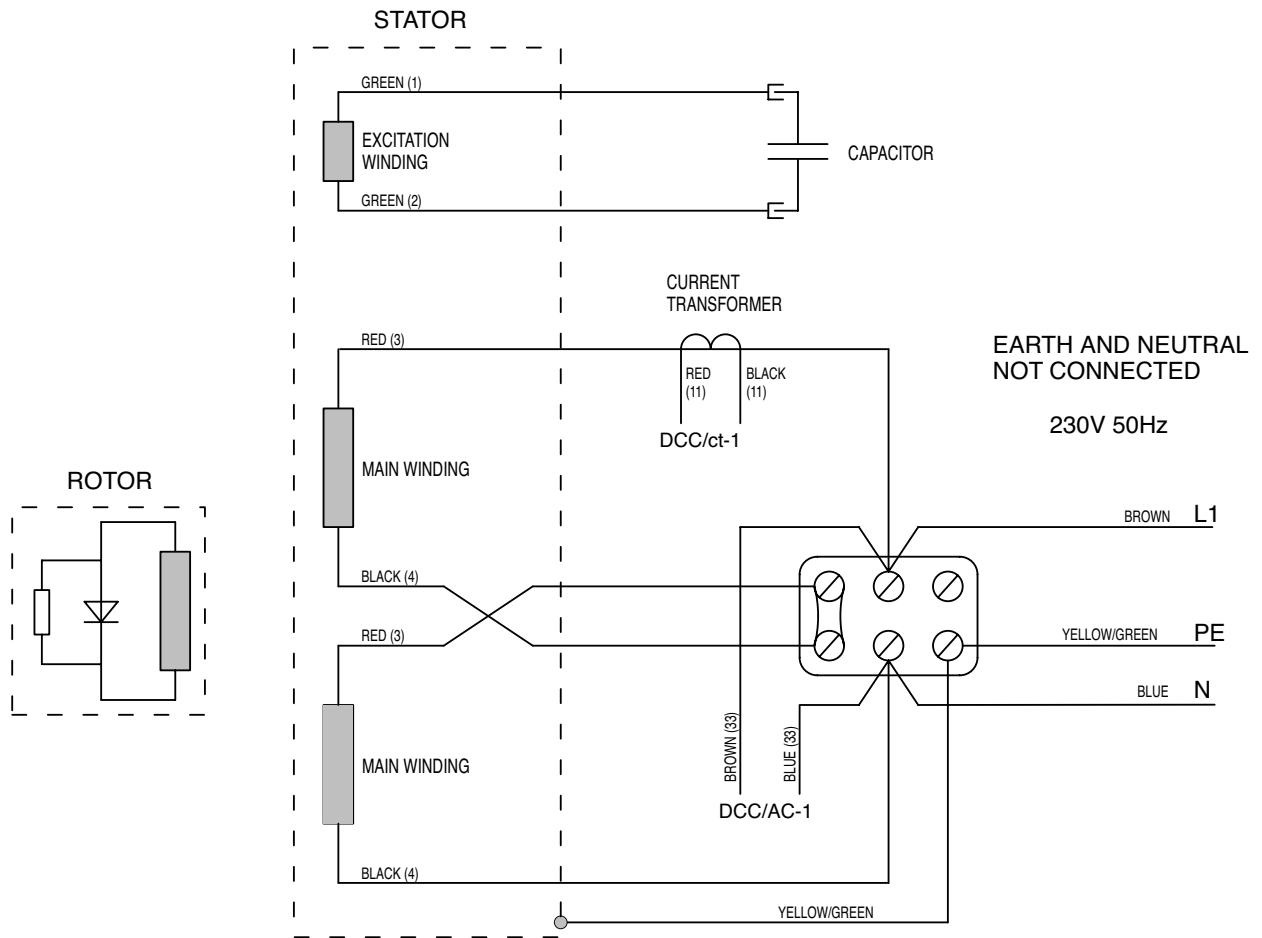 STATOR
GREEN (1)
EXCITATION
WINDING
CAPACITOR
GREEN (2)
CURRENT
TRANSFORMER
RED (3)
RED
(11)
BLACK
(11)
DCC/ct-1
EARTH AND NEUTRAL
NOT CONNECTED
230V 50Hz
MAIN WINDING
ROTOR
BROWN L1
BLACK (4)
RED (3)
YELLOW/GREEN PE
BLUE N
BROWN (33)
BLUE (33)
MAIN WINDING
DCC/AC-1
BLACK (4)
YELLOW/GREEN